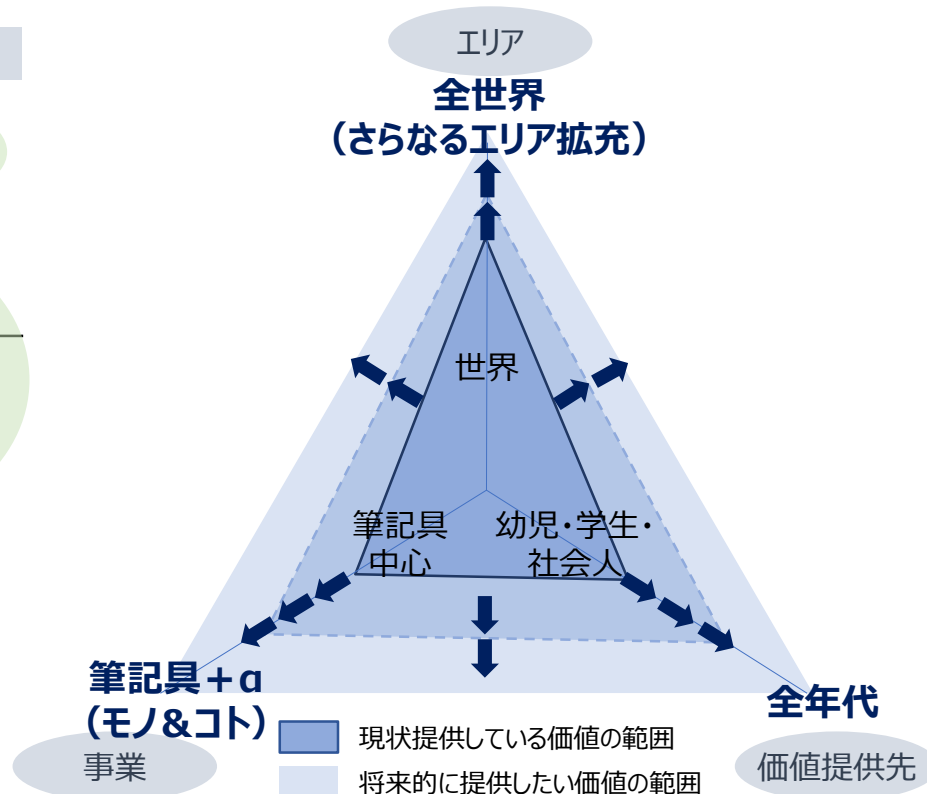 エリア
全世界
（さらなるエリア拡充）
世界
筆記具
中心
幼児・学生・
社会人
筆記具＋α
（モノ&コト）
全年代
事業
現状提供している価値の範囲
将来的に提供したい価値の範囲
価値提供先